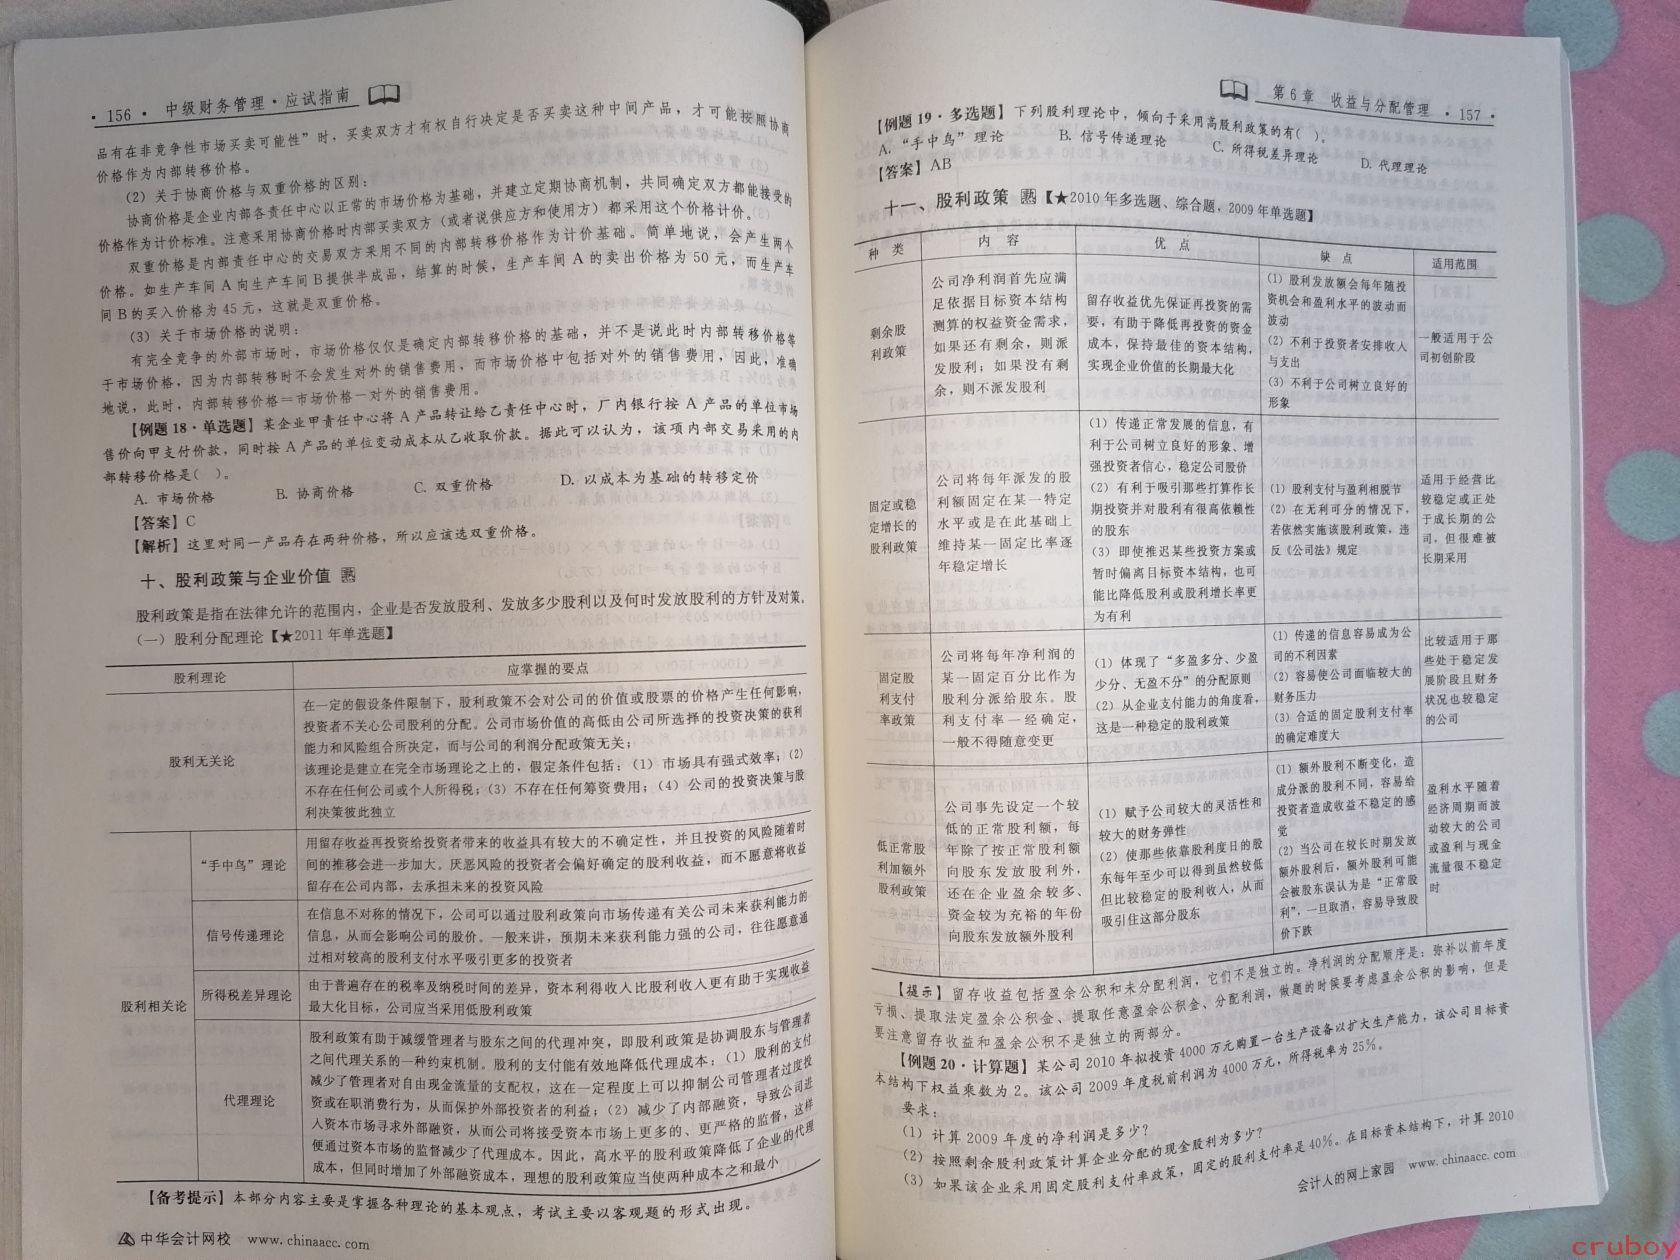 · 156 · 中级财务管理·应试指南
品有在非竞争性市场买卖可能性”时，买卖双方才有权自行决定是否买卖这种中间产品，才可能按照协商
价格作为内部转移价格。
（2）关于协商价格与双重价格的区别：
协商价格是企业内部各责任中心以正常的市场价格为基础，并建立定期协商机制，共同确定双方都能接受的
价格作为计价标准。注意采用协商价格时内部买卖双方（或者说供应方和使用方）都采用这个价格计价。
双重价格是内部责任中心的交易双方采用不同的内部转移价格作为计价基础。简单地说，会产生两个
价格。如生产车间 A 向生产车间 B 提供半成品，结算的时候，生产车间 A 的卖出价格为 50 元，而生产车
间 B 的买入价格为 45 元，这就是双重价格。
（3）关于市场价格的说明：
有完全竞争的外部市场时，市场价格仅仅是确定内部转移价格的基础，并不是说此时内部转移价格等
于市场价格，因为内部转移时不会发生对外的销售费用，而市场价格中包括对外的销售费用，因此，准确
地说，此时，内部转移价格＝市场价格－对外的销售费用。
【例题 18·单选题】某企业甲责任中心将 A 产品转让给乙责任中心时，厂内银行按 A 产品的单位市场
售价向甲支付价款，同时按 A 产品的单位变动成本从乙收取价款。据此可以认为，该项内部交易采用的内
部转移价格是（ ）。
A. 市场价格 B. 协商价格 C. 双重价格 D. 以成本为基础的转移定价
【答案】C
【解析】这里对同一产品存在两种价格，所以应该选双重价格。
十、股利政策与企业价值 熟
股利政策是指在法律允许的范围内，企业是否发放股利、发放多少股利以及何时发放股利的方针及对策。
（一）股利分配理论【★2011 年单选题】
股利理论 应掌握的要点
股利无关论
在一定的假设条件限制下，股利政策不会对公司的价值或股票的价格产生任何影响，
投资者不关心公司股利的分配。公司市场价值的高低由公司所选择的投资决策的获利
能力和风险组合所决定，而与公司的利润分配政策无关；
该理论是建立在完全市场理论之上的，假定条件包括：（1）市场具有强式效率；（2）
不存在任何公司或个人所得税；（3）不存在任何筹资费用；（4）公司的投资决策与股
利决策彼此独立
股利相关论
“手中鸟”理论
用留存收益再投资给投资者带来的收益具有较大的不确定性，并且投资的风险随着时
间的推移会进一步加大。厌恶风险的投资者会偏好确定的股利收益，而不愿意将收益
留存在公司内部，去承担未来的投资风险
信号传递理论
在信息不对称的情况下，公司可以通过股利政策向市场传递有关公司未来获利能力的
信息，从而会影响公司的股价。一般来讲，预期未来获利能力强的公司，往往愿意通
过相对较高的股利支付水平吸引更多的投资者
所得税差异理论
由于普遍存在的税率及纳税时间的差异，资本利得收入比股利收入更有助于实现收益
最大化目标，公司应当采用低股利政策
代理理论
股利政策有助于减缓管理者与股东之间的代理冲突，即股利政策是协调股东与管理者
之间代理关系的一种约束机制。股利的支付能有效地降低代理成本：（1）股利的支付
减少了管理者对自由现金流量的支配权，这在一定程度上可以抑制公司管理者过度投
资或在职消费行为，从而保护外部投资者的利益；（2）减少了内部融资，导致公司进
入资本市场寻求外部融资，从而公司将接受资本市场上更多的、更严格的监督，这样
便通过资本市场的监督减少了代理成本。因此，高水平的股利政策降低了企业的代理
成本，但同时增加了外部融资成本，理想的股利政策应当使两种成本之和最小
【备考提示】本部分内容主要是掌握各种理论的基本观点，考试主要以客观题的形式出现。
中华会计网校 www.chinaacc.com
第 6 章 收益与分配管理 · 157 ·
【例题 19·多选题】下列股利理论中，倾向于采用高股利政策的有（ ）。
A. “手中鸟”理论 B. 信号传递理论 C. 所得税差异理论 D. 代理理论
【答案】AB
十一、股利政策 熟【★2010 年多选题、综合题，2009 年单选题】
种 类 内 容 优 点 缺 点 适用范围
剩余股
利政策
公司净利润首先应满
足依据目标资本结构
测算的权益资金需求，
如果还有剩余，则派
发股利；如果没有剩
余，则不派发股利
留存收益优先保证再投资的需
要，有助于降低再投资的资金
成本，保持最佳的资本结构，
实现企业价值的长期最大化
（1）股利发放额会每年随投
资机会和盈利水平的波动而
波动
（2）不利于投资者安排收入
与支出
（3）不利于公司树立良好的
形象
一般适用于公
司初创阶段
固定或稳
定增长的
股利政策
公司将每年派发的股
利额固定在某一特定
水平或是在此基础上
维持某一固定比率逐
年稳定增长
（1）传递正常发展的信息，有
利于公司树立良好的形象、增
强投资者信心，稳定公司股价
（2）有利于吸引那些打算作长
期投资并对股利有很高依赖性
的股东
（3）即使推迟某些投资方案或
暂时偏离目标资本结构，也可
能比降低股利或股利增长率更
为有利
（1）股利支付与盈利相脱节
（2）在无利可分的情况下，
若依然实施该股利政策，违
反《公司法》规定
适用于经营比
较稳定或正处
于成长期的公
司，但很难被
长期采用
固定股
利支付
率政策
公司将每年净利润的
某一固定百分比作为
股利分派给股东。股
利支付率一经确定，
一般不得随意变更
（1）体现了“多盈多分、少盈
少分、无盈不分”的分配原则
（2）从企业支付能力的角度看，
这是一种稳定的股利政策
（1）传递的信息容易成为公
司的不利因素
（2）容易使公司面临较大的
财务压力
（3）合适的固定股利支付率
的确定难度大
比较适用于那
些处于稳定发
展阶段且财务
状况也较稳定
的公司
低正常股
利加额外
股利政策
公司事先设定一个较
低的正常股利额，每
年除了按正常股利额
向股东发放股利外，
还在企业盈余较多、
资金较为充裕的年份
向股东发放额外股利
（1）赋予公司较大的灵活性和
较大的财务弹性
（2）使那些依靠股利度日的股
东每年至少可以得到虽然较低
但比较稳定的股利收入，从而
吸引住这部分股东
（1）额外股利不断变化，造
成分派的股利不同，容易给
投资者造成收益不稳定的感
觉
（2）当公司在较长时期发放
额外股利后，额外股利可能
会被股东误认为是“正常股
利”，一旦取消，容易导致股
价下跌
盈利水平随着
经济周期而波
动较大的公司
或盈利与现金
流量很不稳定
时
【提示】留存收益包括盈余公积和未分配利润，它们不是独立的。净利润的分配顺序是：弥补以前年度
亏损、提取法定盈余公积金、提取任意盈余公积金、分配利润，做题的时候要考虑盈余公积的影响，但是
要注意留存收益和盈余公积不是独立的两部分。
【例题 20·计算题】某公司 2010 年拟投资 4000 万元购置一台生产设备以扩大生产能力，该公司目标资
本结构下权益乘数为 2。该公司 2009 年度税前利润为 4000 万元，所得税率为 25%。
要求：
（1）计算 2009 年度的净利润是多少？
（2）按照剩余股利政策计算企业分配的现金股利为多少？
（3）如果该企业采用固定股利支付率政策，固定的股利支付率是 40%。在目标资本结构下，计算 2010
会计人的网上家园 www.chinaacc.com
cruboy